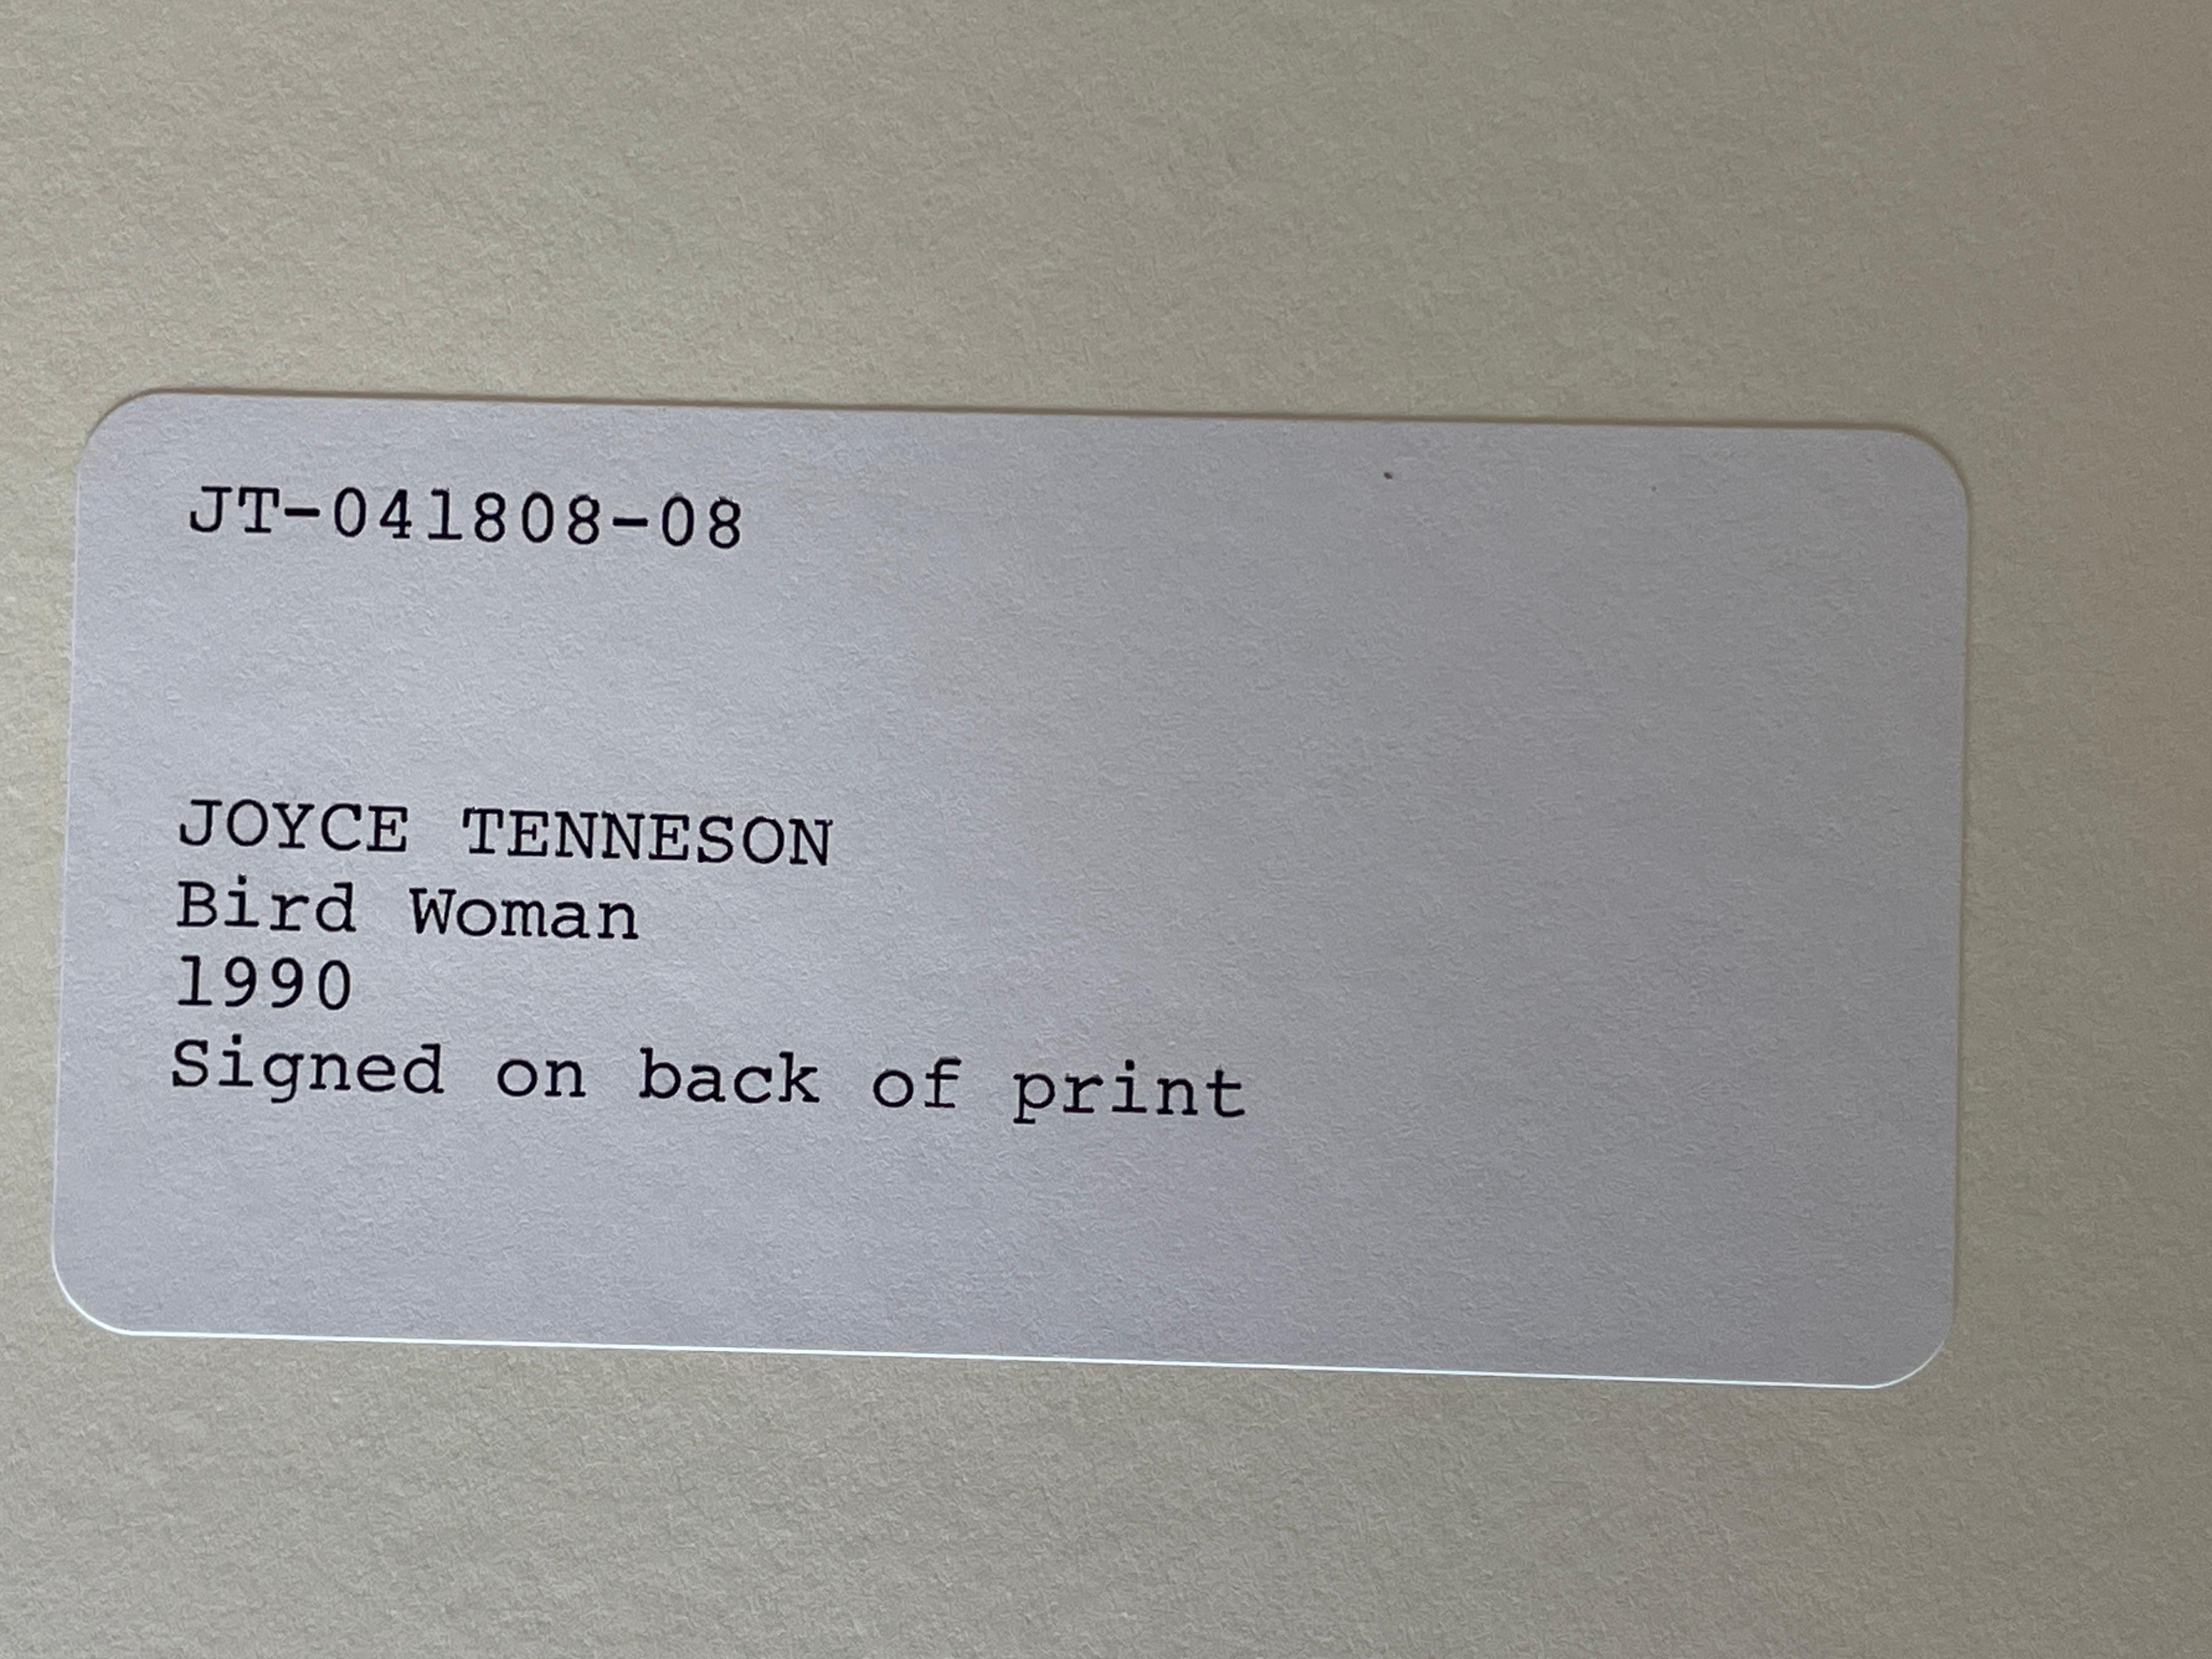 JT-041808-08
JOYCE TENNESON
Bird Woman
1990
Signed on back of print